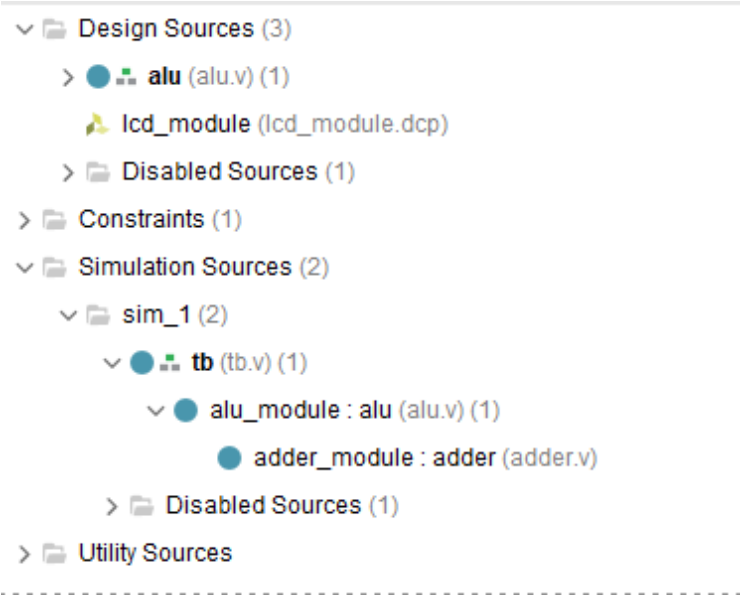 Design Sources (3)
alu (alu.v) (1)
lcd_module (lcd_module.dcp)
Disabled Sources (1)
Constraints (1)
Simulation Sources (2)
sim_1 (2)
tb (tb.v) (1)
alu_module : alu (alu.v) (1)
adder_module : adder (adder.v)
Disabled Sources (1)
Utility Sources